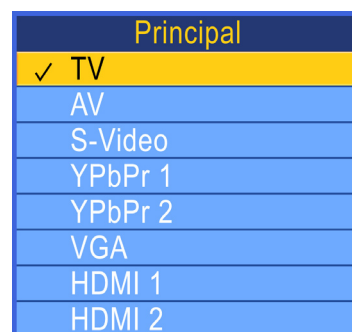 Principal
✓ TV
AV
S-Video
YPbPr 1
YPbPr 2
VGA
HDMI 1
HDMI 2